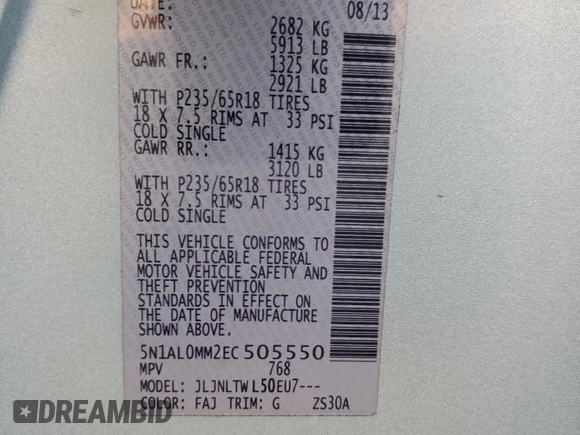 DATE: 08/13
GVWR: 2682 KG
5913 LB
GAWR FR.: 1325 KG
2921 LB
WITH P235/65R18 TIRES
18 X 7.5 RIMS AT 33 PSI
COLD SINGLE
GAWR RR.: 1415 KG
3120 LB
WITH P235/65R18 TIRES
18 X 7.5 RIMS AT 33 PSI
COLD SINGLE
THIS VEHICLE CONFORMS TO
ALL APPLICABLE FEDERAL
MOTOR VEHICLE SAFETY AND
THEFT PREVENTION
STANDARDS IN EFFECT ON
THE DATE OF MANUFACTURE
SHOWN ABOVE.
5N1AL0MM2EC505550
MPV 768
MODEL: JLJNLTWL50EU7---
COLOR: FAJ TRIM: G ZS30A
DREAMBID